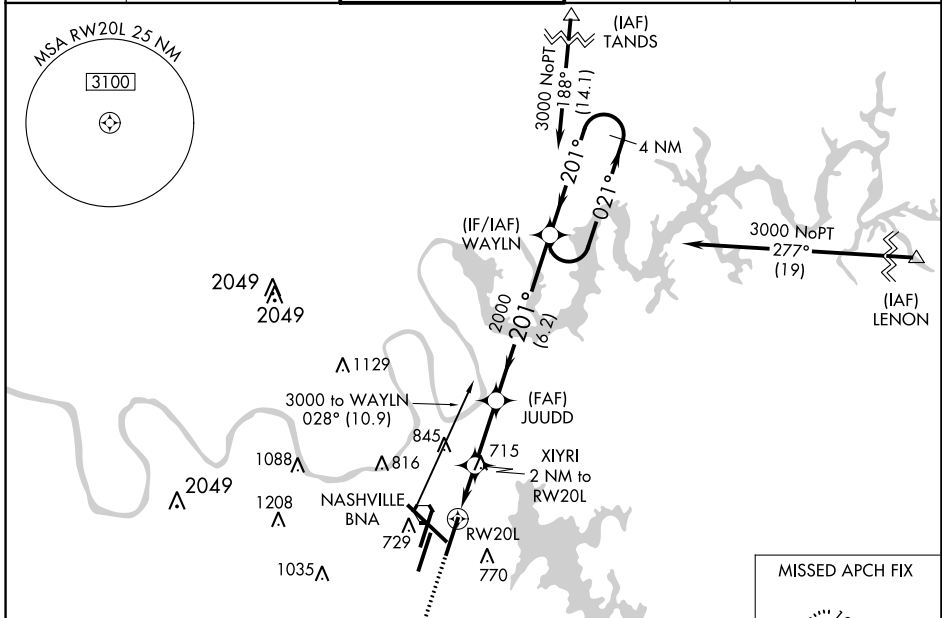 MSA RW20L 25 NM
3100
(IAF)
TANDS
3000 NoPT
188°
(14.1)
4 NM
201°
021°
(IF/IAF)
WAYLN
3000 NoPT
277°
(19)
(IAF)
LENON
2049
2049
2000
201°
(6.2)
1129
3000 to WAYLN
028° (10.9)
(FAF)
JUUDD
845
715
XIYRI
2 NM to
RW20L
1088
816
2049
1208
NASHVILLE
BNA
729
RW20L
770
1035
MISSED APCH FIX